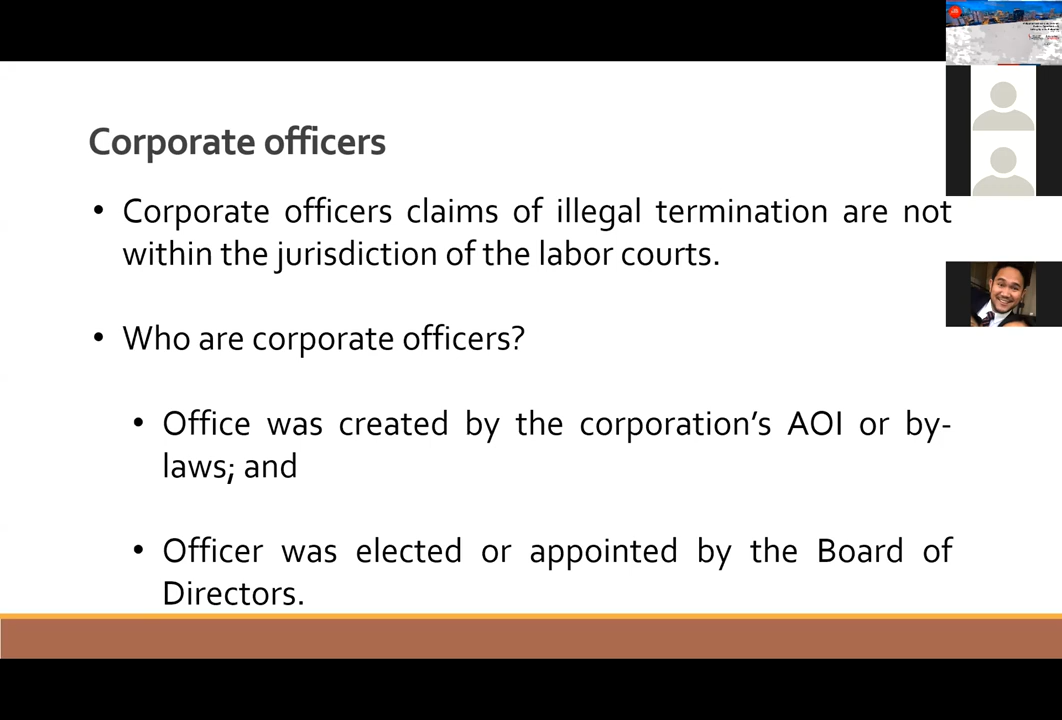 Corporate officers
• Corporate officers claims of illegal termination are not
within the jurisdiction of the labor courts.
• Who are corporate officers?
• Office was created by the corporation's AOI or by-
laws; and
• Officer was elected or appointed by the Board of
Directors.